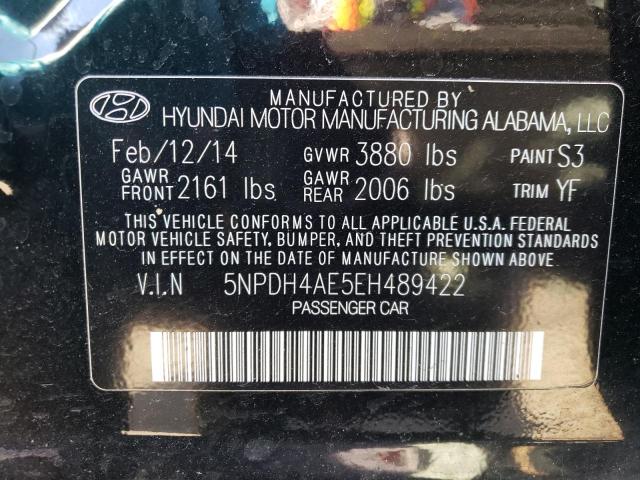 MANUFACTURED BY
HYUNDAI MOTOR MANUFACTURING ALABAMA, LLC
Feb/12/14 GVWR 3880 lbs PAINT S3
GAWR FRONT 2161 lbs GAWR REAR 2006 lbs TRIM YF
THIS VEHICLE CONFORMS TO ALL APPLICABLE U.S.A. FEDERAL
MOTOR VEHICLE SAFETY, BUMPER, AND THEFT PREVENTION STANDARDS
IN EFFECT ON THE DATE OF MANUFACTURE SHOWN ABOVE.
V.I.N 5NPDH4AE5EH489422
PASSENGER CAR